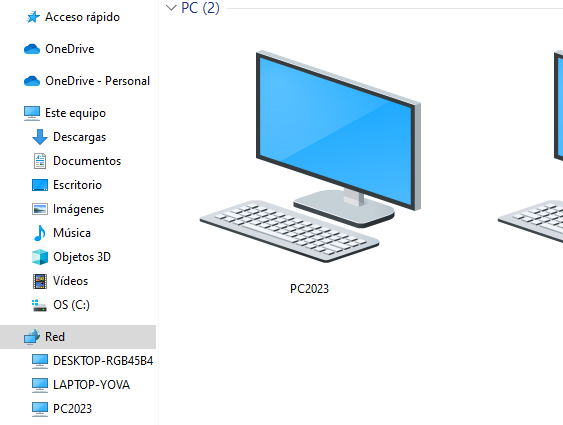 Acceso rápido
OneDrive
OneDrive - Personal
Este equipo
Descargas
Documentos
Escritorio
Imágenes
Música
Objetos 3D
Vídeos
OS (C:)
Red
DESKTOP-RGB45B4
LAPTOP-YOVA
PC2023
PC (2)
PC2023